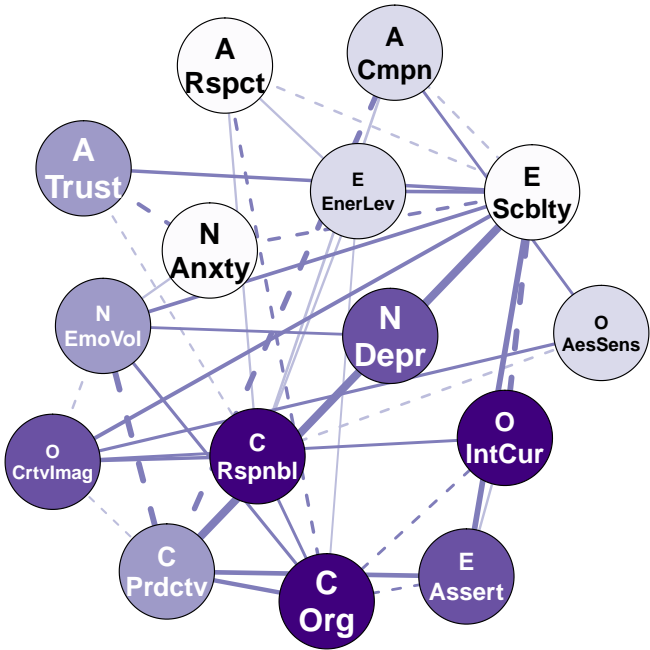 A
Rspct
A
Cmpn
A
Trust
E
EnerLev
E
Scblty
N
Anxty
N
EmoVol
N
Depr
O
AesSens
O
CrtvImag
C
Rspnbl
O
IntCur
C
Prdctv
C
Org
E
Assert